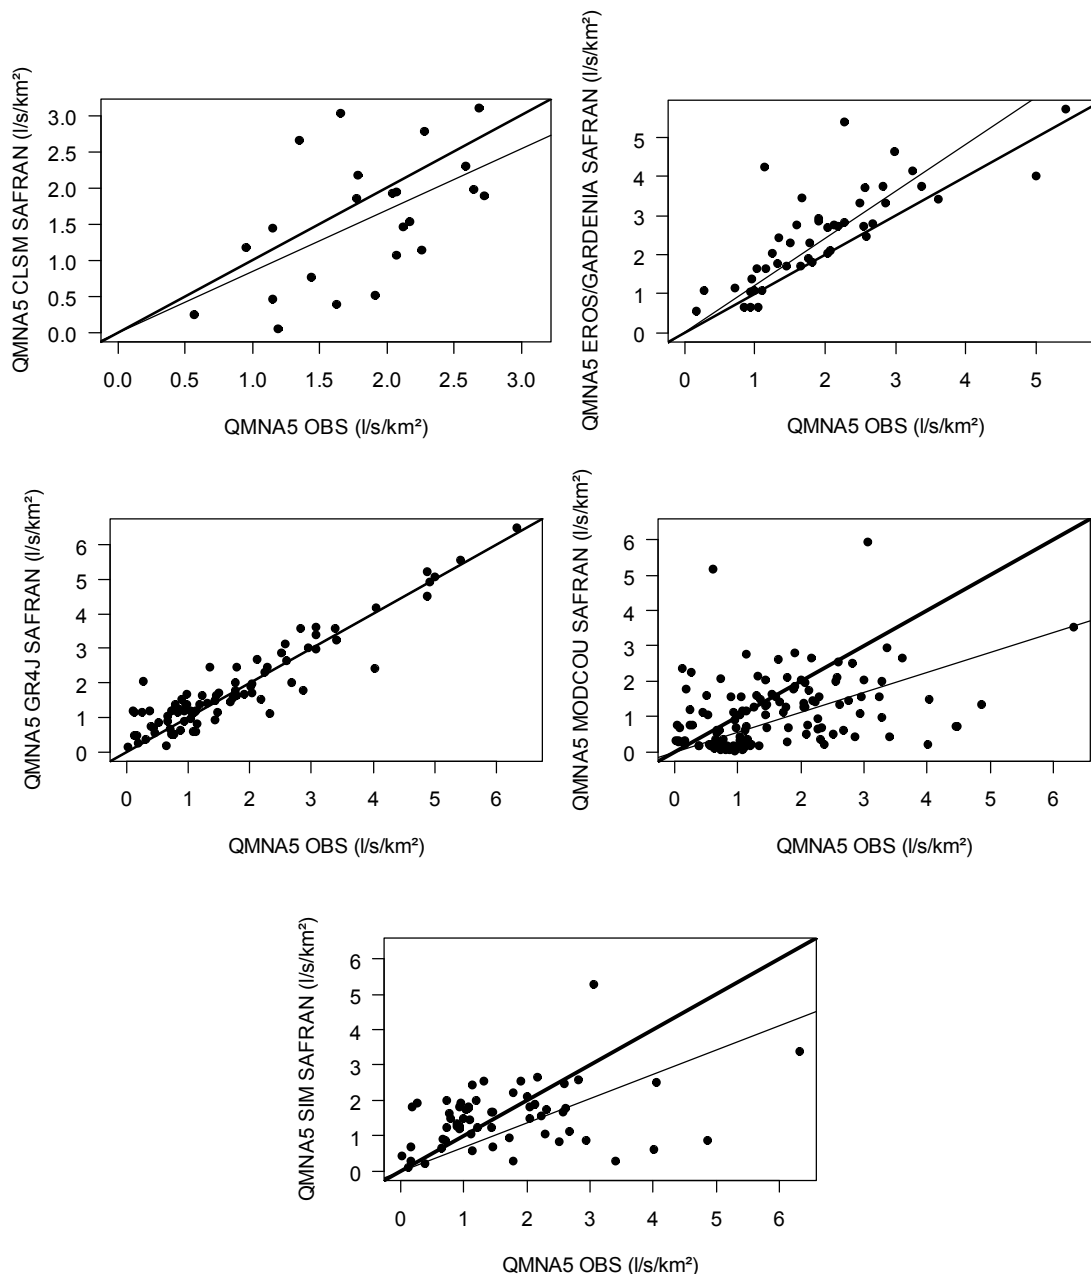 QMNA5 CLSM SAFRAN (l/s/km²)
3.0
2.5
2.0
1.5
1.0
0.5
0.0
0.0 0.5 1.0 1.5 2.0 2.5 3.0
QMNA5 OBS (l/s/km²)
QMNA5 EROS/GARDENIA SAFRAN (l/s/km²)
5
4
3
2
1
0
0 1 2 3 4 5
QMNA5 OBS (l/s/km²)
QMNA5 GR4J SAFRAN (l/s/km²)
6
5
4
3
2
1
0
0 1 2 3 4 5 6
QMNA5 OBS (l/s/km²)
QMNA5 MODCOU SAFRAN (l/s/km²)
6
5
4
3
2
1
0
0 1 2 3 4 5 6
QMNA5 OBS (l/s/km²)
QMNA5 SIM SAFRAN (l/s/km²)
6
5
4
3
2
1
0
0 1 2 3 4 5 6
QMNA5 OBS (l/s/km²)